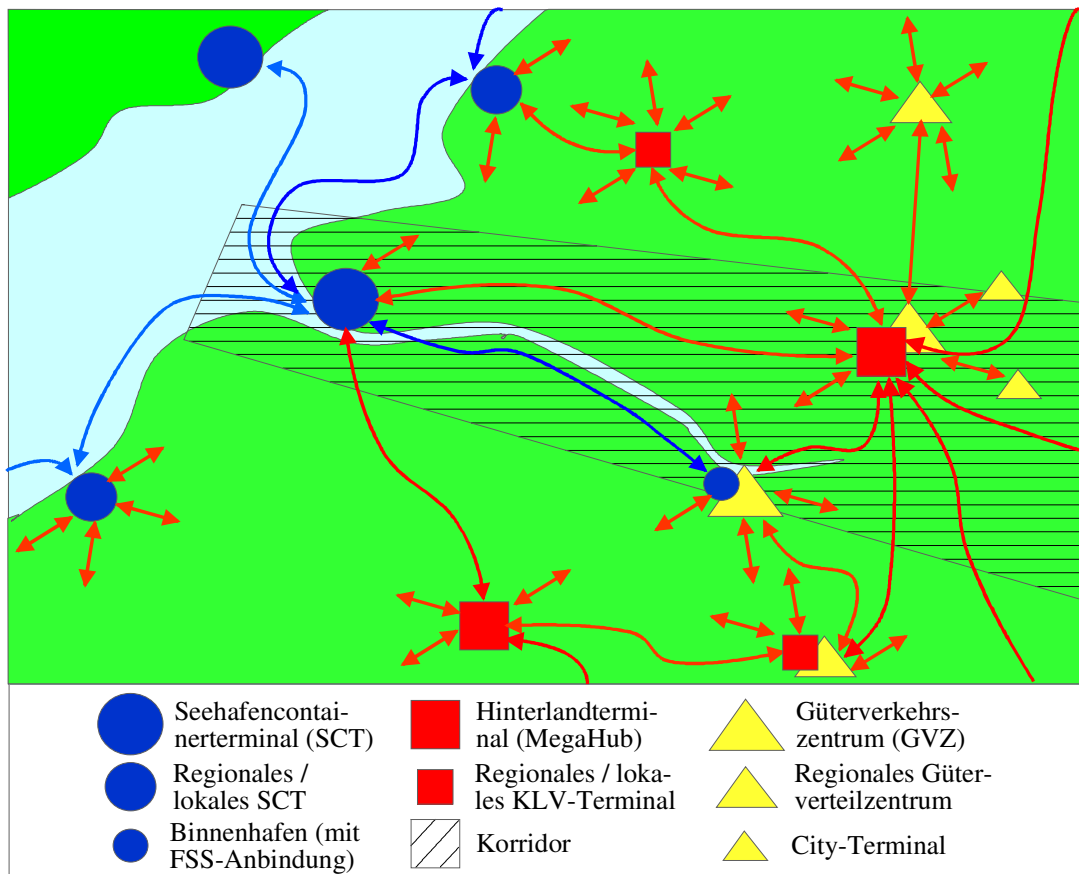 Seehafencontai-
nerterminal (SCT)
Hinterlandtermi-
nal (MegaHub)
Güterverkehrs-
zentrum (GVZ)
Regionales /
lokales SCT
Regionales / loka-
les KLV-Terminal
Regionales Güter-
verteilzentrum
Binnenhafen (mit
FSS-Anbindung)
Korridor
City-Terminal